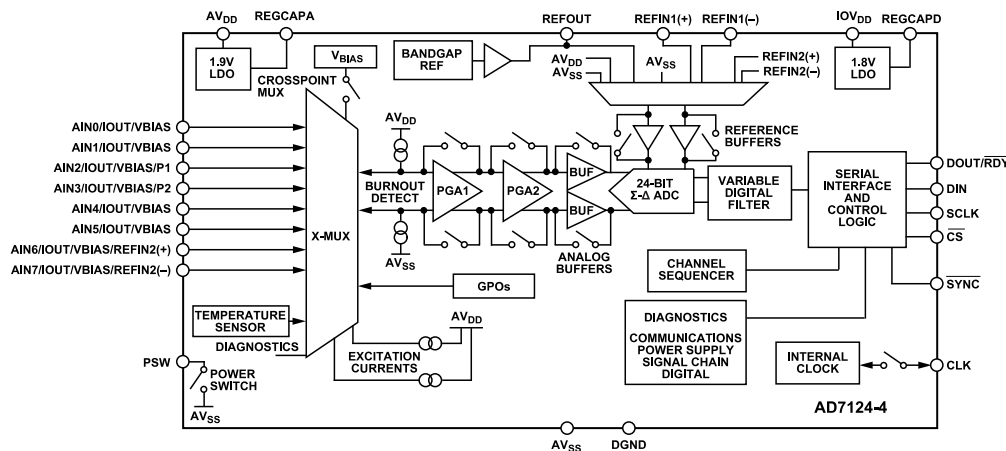 AVDD REGCAPA REFOUT REFIN1(+) REFIN1(−) IOVDD REGCAPD
1.9V
LDO
VBIAS
CROSSPOINT
MUX
BANDGAP
REF
AVDD
AVSS
AVSS
REFIN2(+)
REFIN2(−)
1.8V
LDO
AIN0/IOUT/VBIAS
AIN1/IOUT/VBIAS
AIN2/IOUT/VBIAS/P1
AIN3/IOUT/VBIAS/P2
AIN4/IOUT/VBIAS
AIN5/IOUT/VBIAS
AIN6/IOUT/VBIAS/REFIN2(+)
AIN7/IOUT/VBIAS/REFIN2(−)
X-MUX
AVDD
BURNOUT
DETECT
AVSS
PGA1
PGA2
BUF
BUF
ANALOG
BUFFERS
REFERENCE
BUFFERS
24-BIT
Σ-Δ ADC
VARIABLE
DIGITAL
FILTER
SERIAL
INTERFACE
AND
CONTROL
LOGIC
DOUT/RDY
DIN
SCLK
CS
SYNC
CHANNEL
SEQUENCER
GPOs
TEMPERATURE
SENSOR
DIAGNOSTICS
AVDD
EXCITATION
CURRENTS
DIAGNOSTICS
COMMUNICATIONS
POWER SUPPLY
SIGNAL CHAIN
DIGITAL
INTERNAL
CLOCK
CLK
PSW
POWER
SWITCH
AVSS
AD7124-4
AVSS DGND